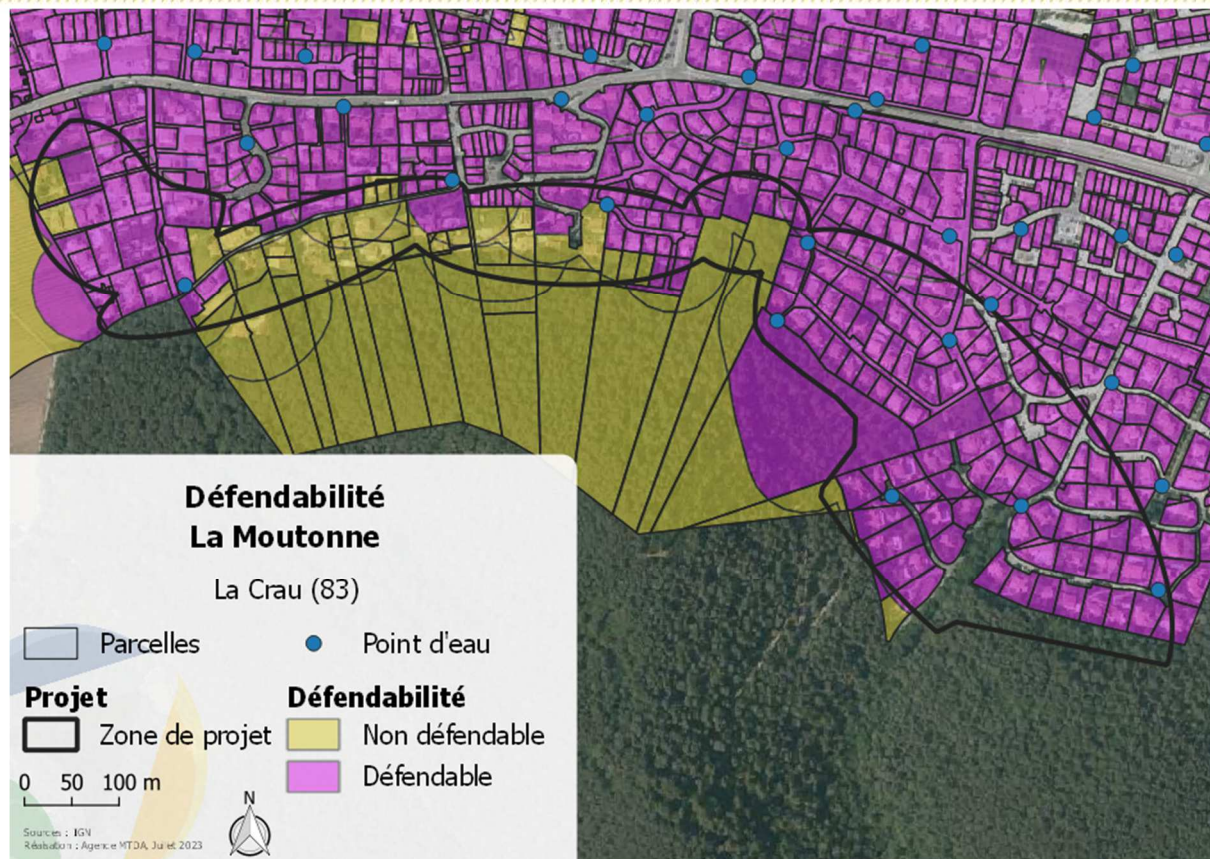 Défendabilité
La Moutonne
La Crau (83)
Parcelles
Point d'eau
Projet
Zone de projet
Défendabilité
Non défendable
Défendable
0 50 100 m
N
Sources : IGN
Réalisation : Agence MTDA, Juillet 2023